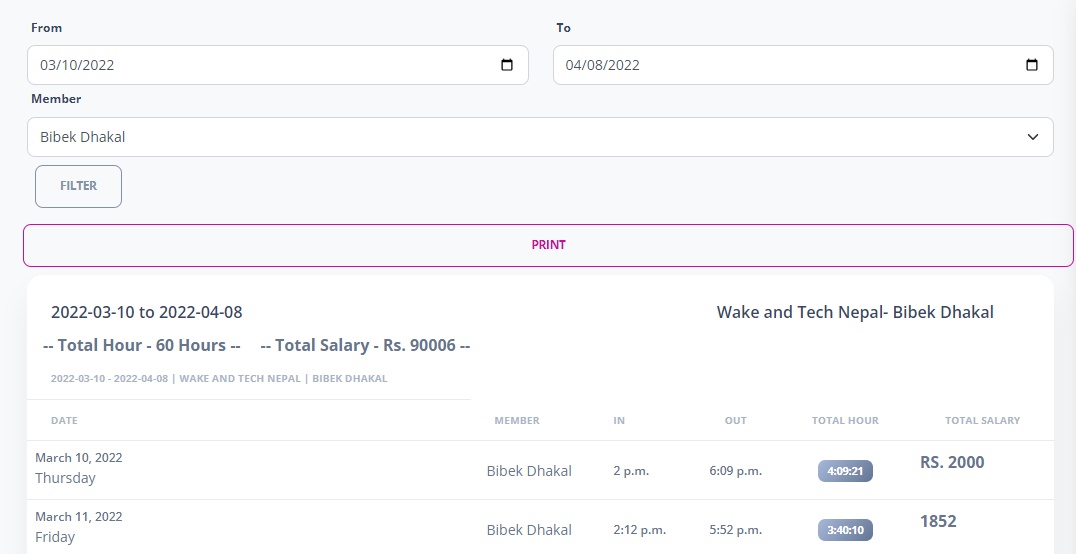 From To
03/10/2022 04/08/2022
Member
Bibek Dhakal
FILTER
PRINT
2022-03-10 to 2022-04-08 Wake and Tech Nepal- Bibek Dhakal
-- Total Hour - 60 Hours -- -- Total Salary - Rs. 90006 --
2022-03-10 - 2022-04-08 | WAKE AND TECH NEPAL | BIBEK DHAKAL
DATE MEMBER IN OUT TOTAL HOUR TOTAL SALARY
March 10, 2022
Thursday Bibek Dhakal 2 p.m. 6:09 p.m. 4:09:21 RS. 2000
March 11, 2022
Friday Bibek Dhakal 2:12 p.m. 5:52 p.m. 3:40:10 1852